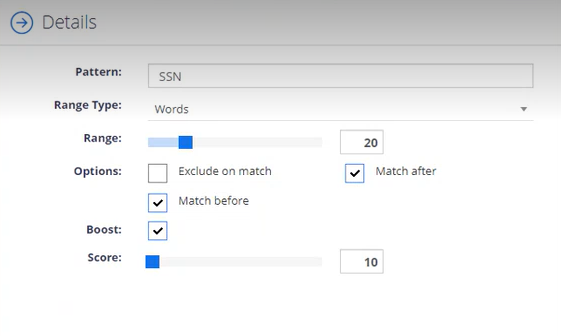 Details
Pattern: SSN
Range Type: Words
Range: 20
Options: Exclude on match Match after
Match before
Boost:
Score: 10